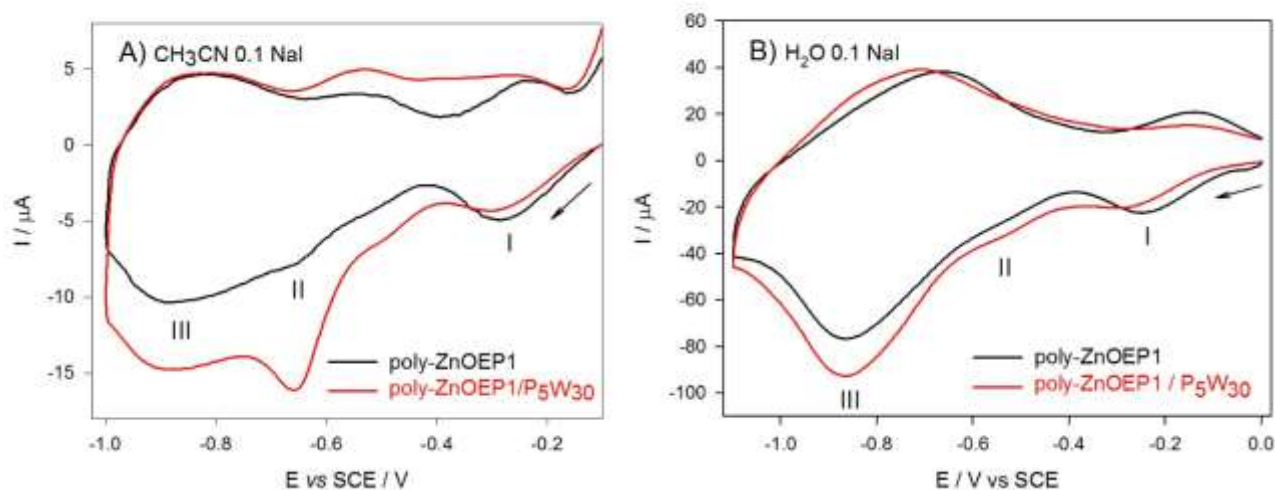 A) CH₃CN 0.1 NaI
5
0
-5
-10
-15
I / μA
I
II
III
poly-ZnOEP1
poly-ZnOEP1/P₅W₃₀
-1.0 -0.8 -0.6 -0.4 -0.2
E vs SCE / V
B) H₂O 0.1 NaI
60
40
20
0
-20
-40
-60
-80
-100
I / μA
I
II
III
poly-ZnOEP1
poly-ZnOEP1 / P₅W₃₀
-1.0 -0.8 -0.6 -0.4 -0.2 0.0
E / V vs SCE